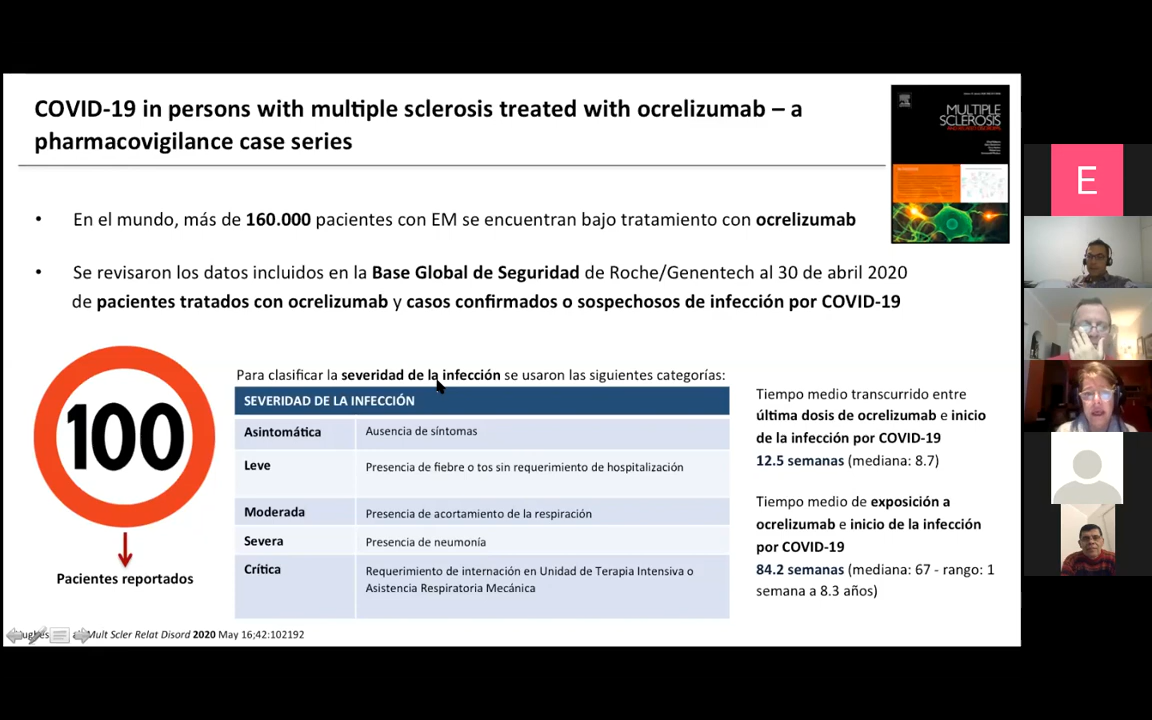 COVID-19 in persons with multiple sclerosis treated with ocrelizumab – a
pharmacovigilance case series
MULTIPLE
SCLEROSIS
• En el mundo, más de 160.000 pacientes con EM se encuentran bajo tratamiento con ocrelizumab
• Se revisaron los datos incluidos en la Base Global de Seguridad de Roche/Genentech al 30 de abril 2020
de pacientes tratados con ocrelizumab y casos confirmados o sospechosos de infección por COVID-19
100
Pacientes reportados
Para clasificar la severidad de la infección se usaron las siguientes categorías:
SEVERIDAD DE LA INFECCIÓN
Asintomática Ausencia de síntomas
Leve Presencia de fiebre o tos sin requerimiento de hospitalización
Moderada Presencia de acortamiento de la respiración
Severa Presencia de neumonía
Crítica Requerimiento de internación en Unidad de Terapia Intensiva o
Asistencia Respiratoria Mecánica
Tiempo medio transcurrido entre
última dosis de ocrelizumab e inicio
de la infección por COVID-19
12.5 semanas (mediana: 8.7)
Tiempo medio de exposición a
ocrelizumab e inicio de la infección
por COVID-19
84.2 semanas (mediana: 67 - rango: 1
semana a 8.3 años)
Mult Scler Relat Disord 2020 May 16;42:102192
E